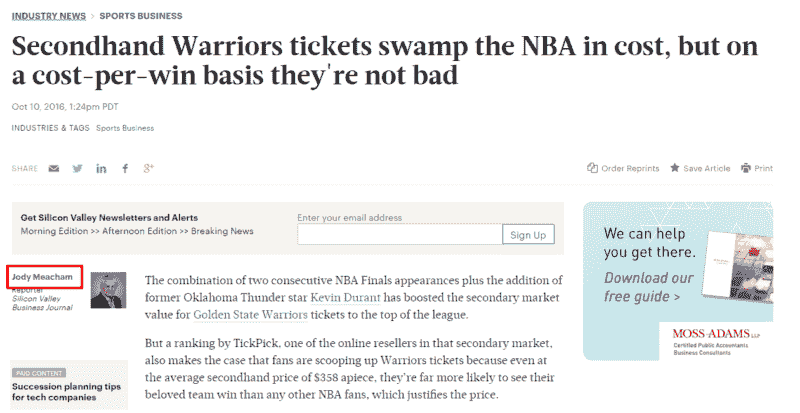 INDUSTRY NEWS > SPORTS BUSINESS
Secondhand Warriors tickets swamp the NBA in cost, but on
a cost-per-win basis they're not bad
Oct 10, 2016, 1:24pm PDT
INDUSTRIES & TAGS Sports Business
SHARE
Order Reprints Save Article Print
Get Silicon Valley Newsletters and Alerts
Morning Edition >> Afternoon Edition >> Breaking News
Enter your email address
Sign Up
Jody Meacham
Reporter
Silicon Valley
Business Journal
The combination of two consecutive NBA Finals appearances plus the addition of
former Oklahoma Thunder star Kevin Durant has boosted the secondary market
value for Golden State Warriors tickets to the top of the league.
But a ranking by TickPick, one of the online resellers in that secondary market,
also makes the case that fans are scooping up Warriors tickets because even at
the average secondhand price of $358 apiece, they're far more likely to see their
beloved team win than any other NBA fans, which justifies the price.
PAID CONTENT
Succession planning tips
for tech companies
We can help
you get there.
Download our
free guide >
MOSS ADAMS LLP
Certified Public Accountants
Business Consultants